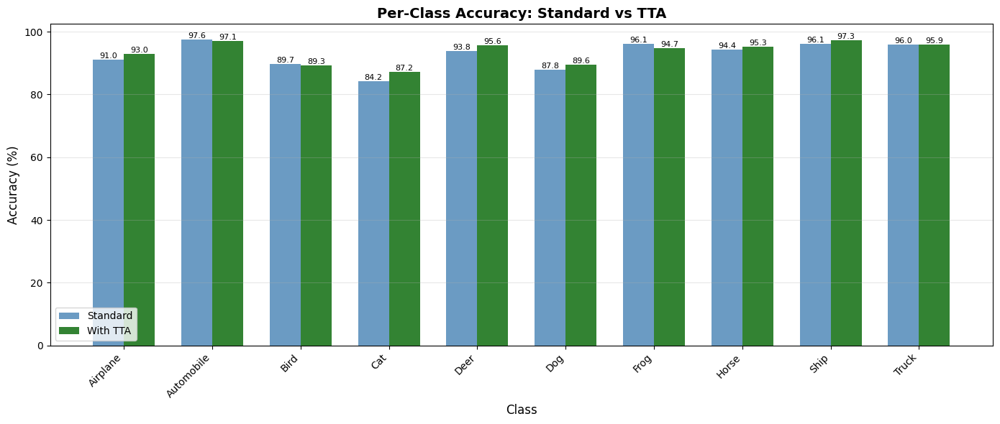 Per-Class Accuracy: Standard vs TTA
Accuracy (%)
100
80
60
40
20
0
91.0 93.0
97.6 97.1
89.7 89.3
84.2 87.2
93.8 95.6
87.8 89.6
96.1 94.7
94.4 95.3
96.1 97.3
96.0 95.9
Standard
With TTA
Airplane
Automobile
Bird
Cat
Deer
Dog
Frog
Horse
Ship
Truck
Class